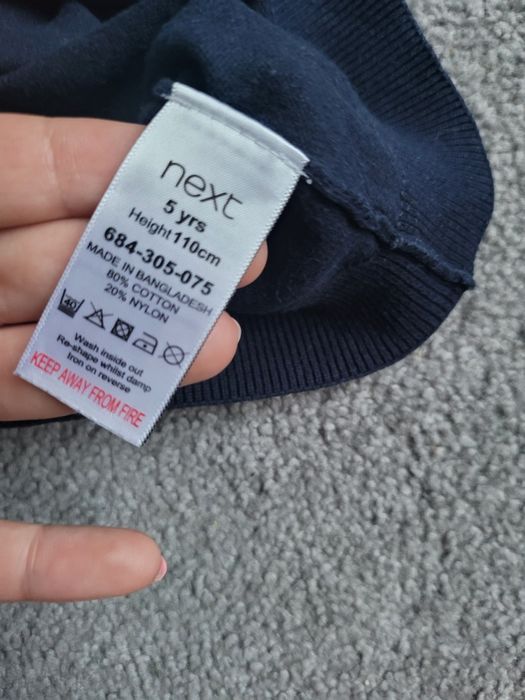 next
5 yrs
Height 110cm
684-305-075
MADE IN BANGLADESH
80% COTTON
20% NYLON
40
Wash inside out
Re-shape whilst damp
Iron on reverse
KEEP AWAY FROM FIRE